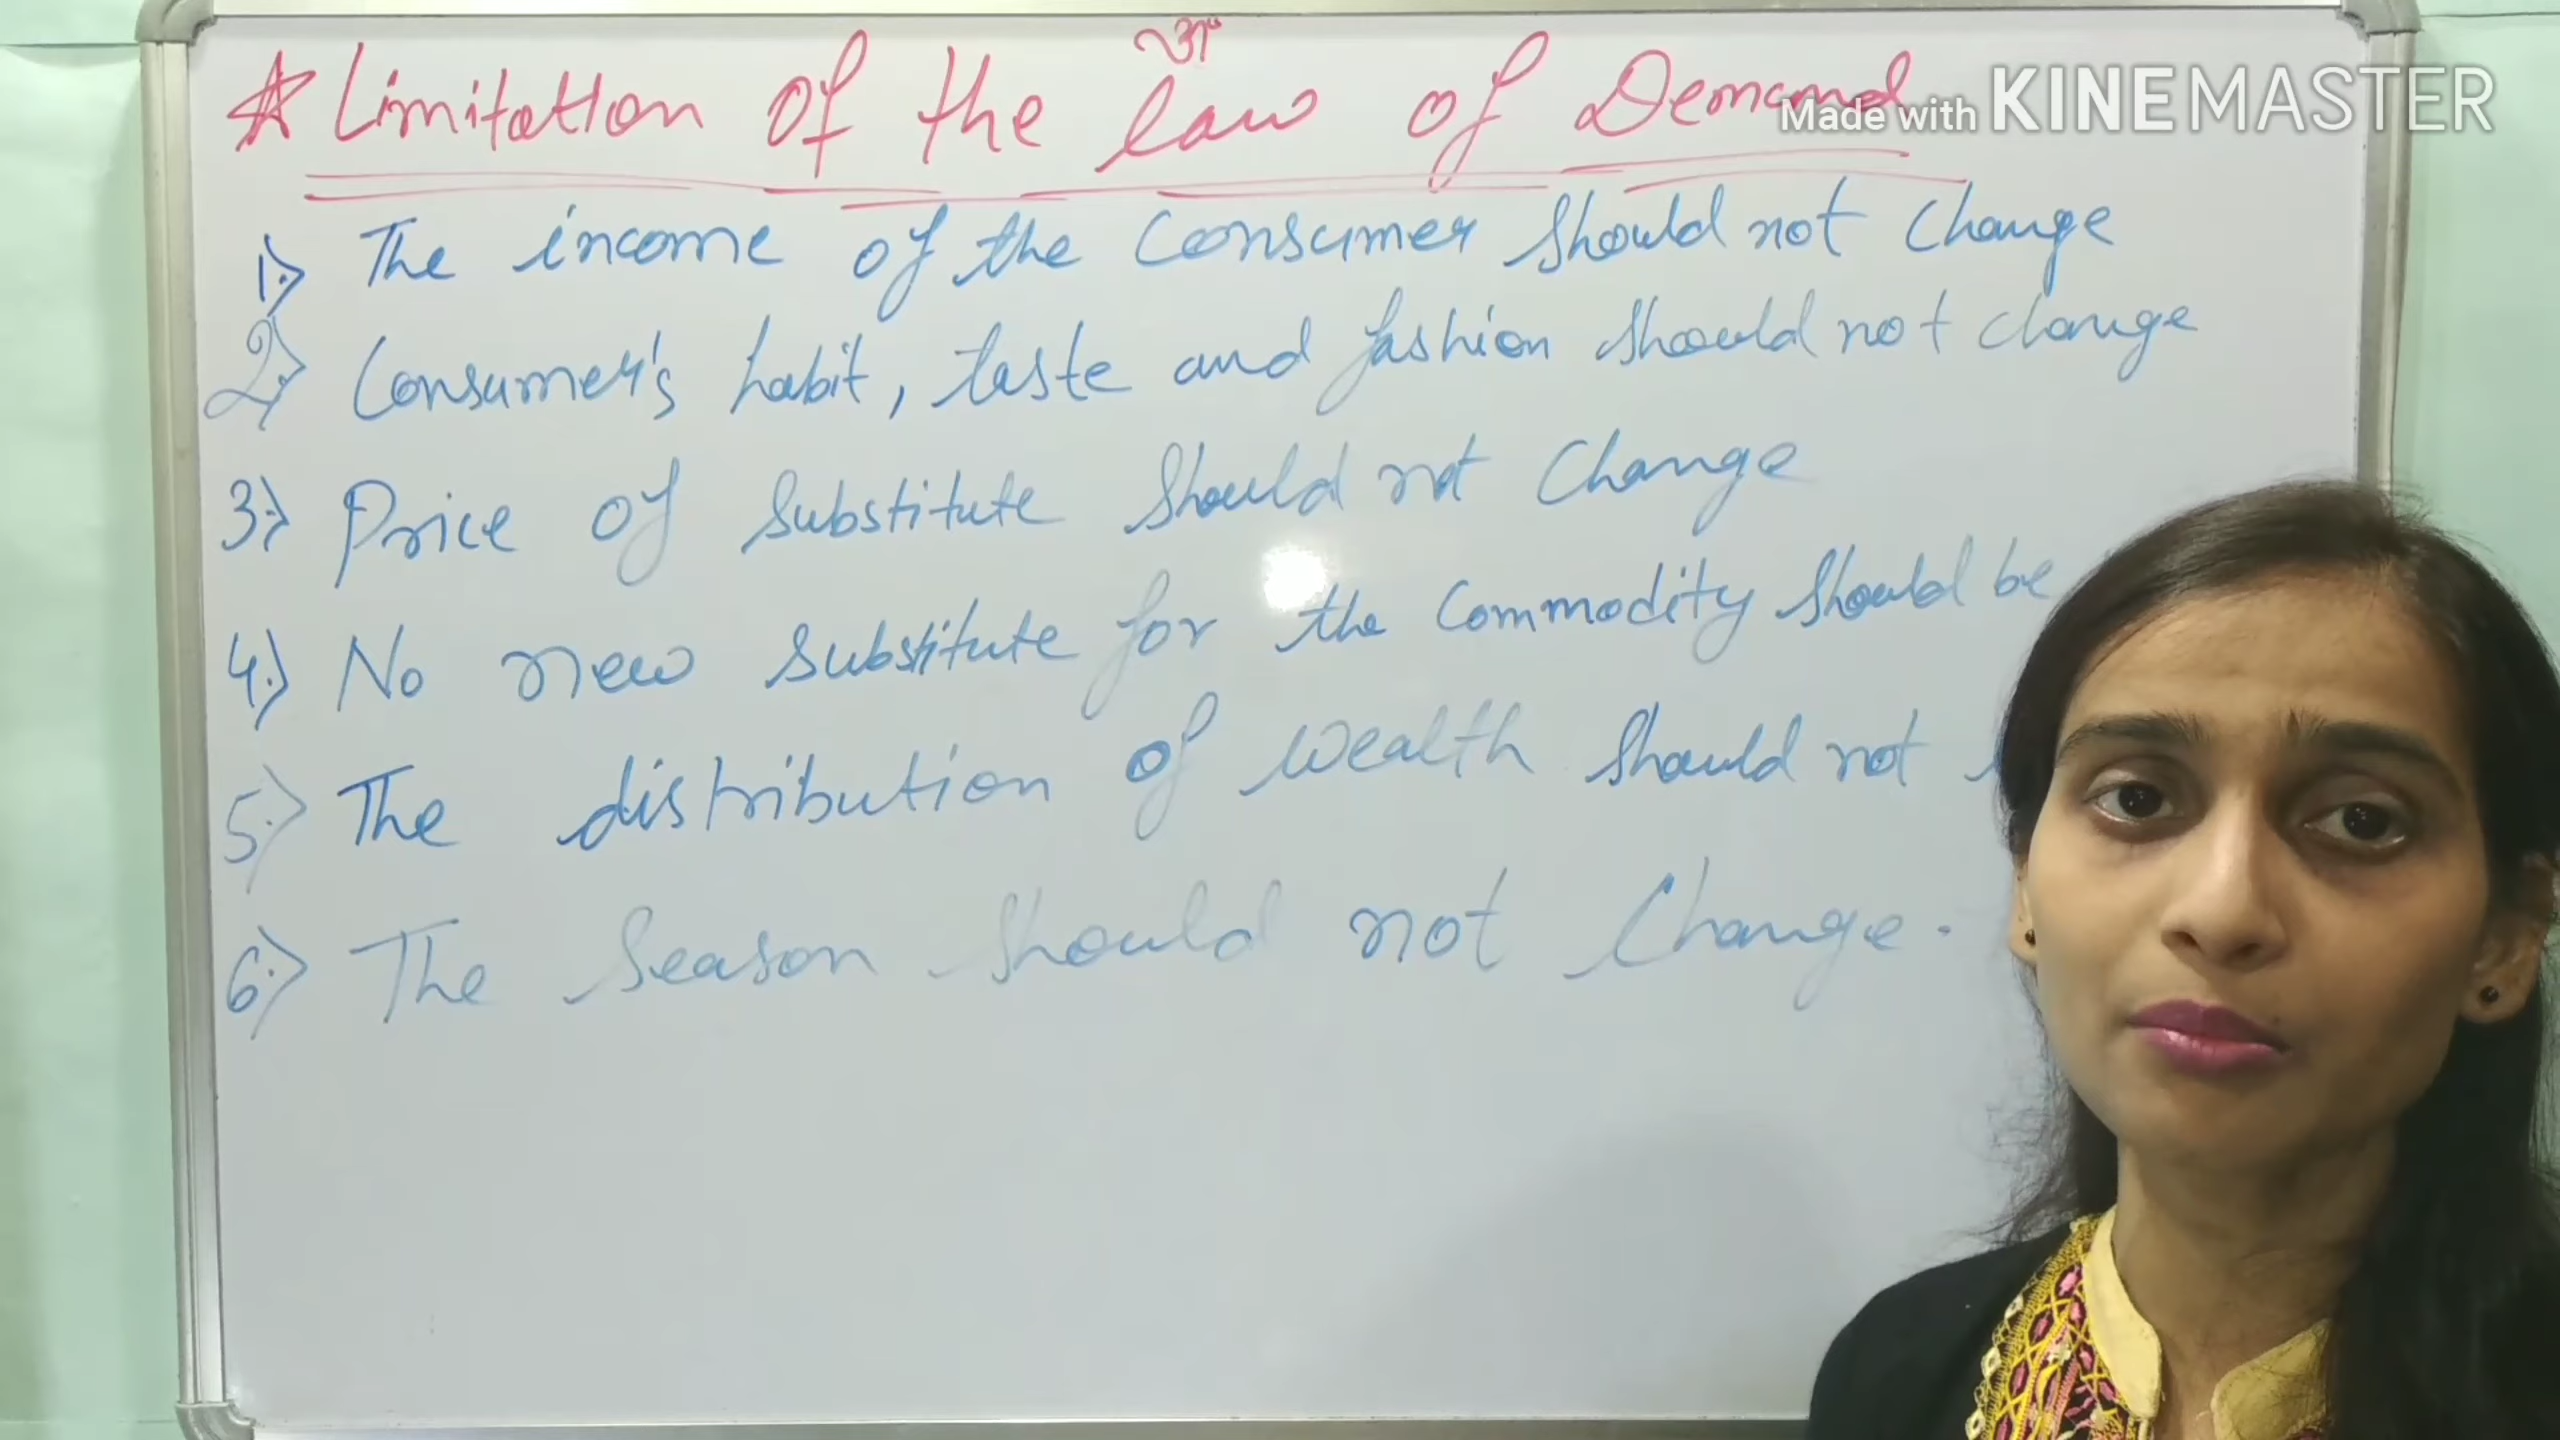 * Limitation of the law of Demand
Made with KINEMASTER
1) The income of the Consumer should not Change
2) Consumer's habit, taste and fashion should not change
3) Price of substitute should not Change
4) No new substitute for the Commodity should be
5) The distribution of wealth should not
6) The Season should not Change.